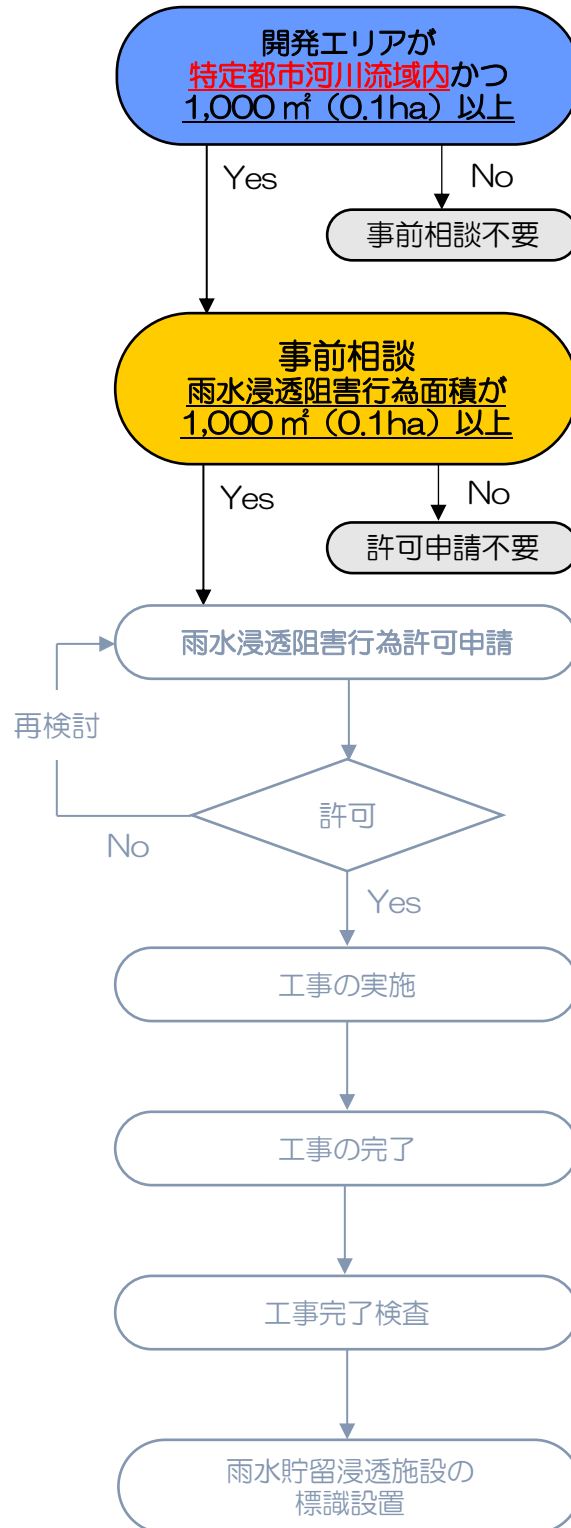 開発エリアが
特定都市河川流域内かつ
1,000㎡（0.1ha）以上
Yes
No
事前相談不要
事前相談
雨水浸透阻害行為面積が
1,000㎡（0.1ha）以上
Yes
No
許可申請不要
雨水浸透阻害行為許可申請
再検討
許可
No
Yes
工事の実施
工事の完了
工事完了検査
雨水貯留浸透施設の
標識設置